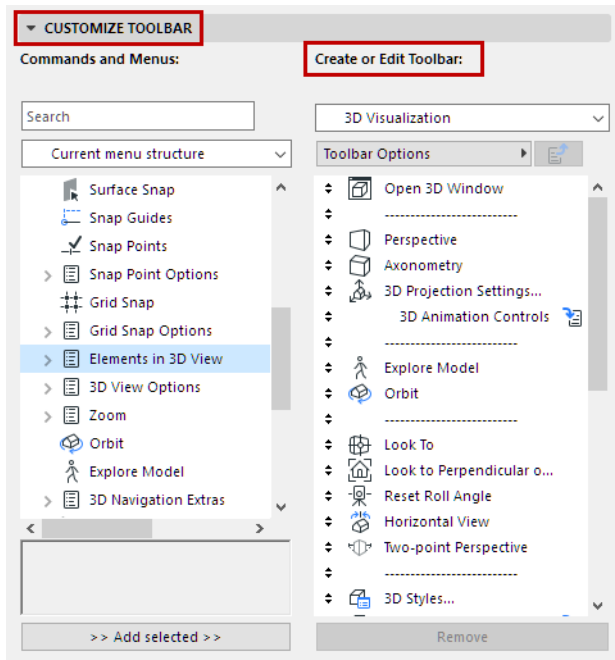 CUSTOMIZE TOOLBAR
Commands and Menus:
Search
Current menu structure
Surface Snap
Snap Guides
Snap Points
Snap Point Options
Grid Snap
Grid Snap Options
Elements in 3D View
3D View Options
Zoom
Orbit
Explore Model
3D Navigation Extras
>> Add selected >>
Create or Edit Toolbar:
3D Visualization
Toolbar Options
Open 3D Window
--------------------------
Perspective
Axonometry
3D Projection Settings...
3D Animation Controls
--------------------------
Explore Model
Orbit
--------------------------
Look To
Look to Perpendicular o...
Reset Roll Angle
Horizontal View
Two-point Perspective
--------------------------
3D Styles...
Remove